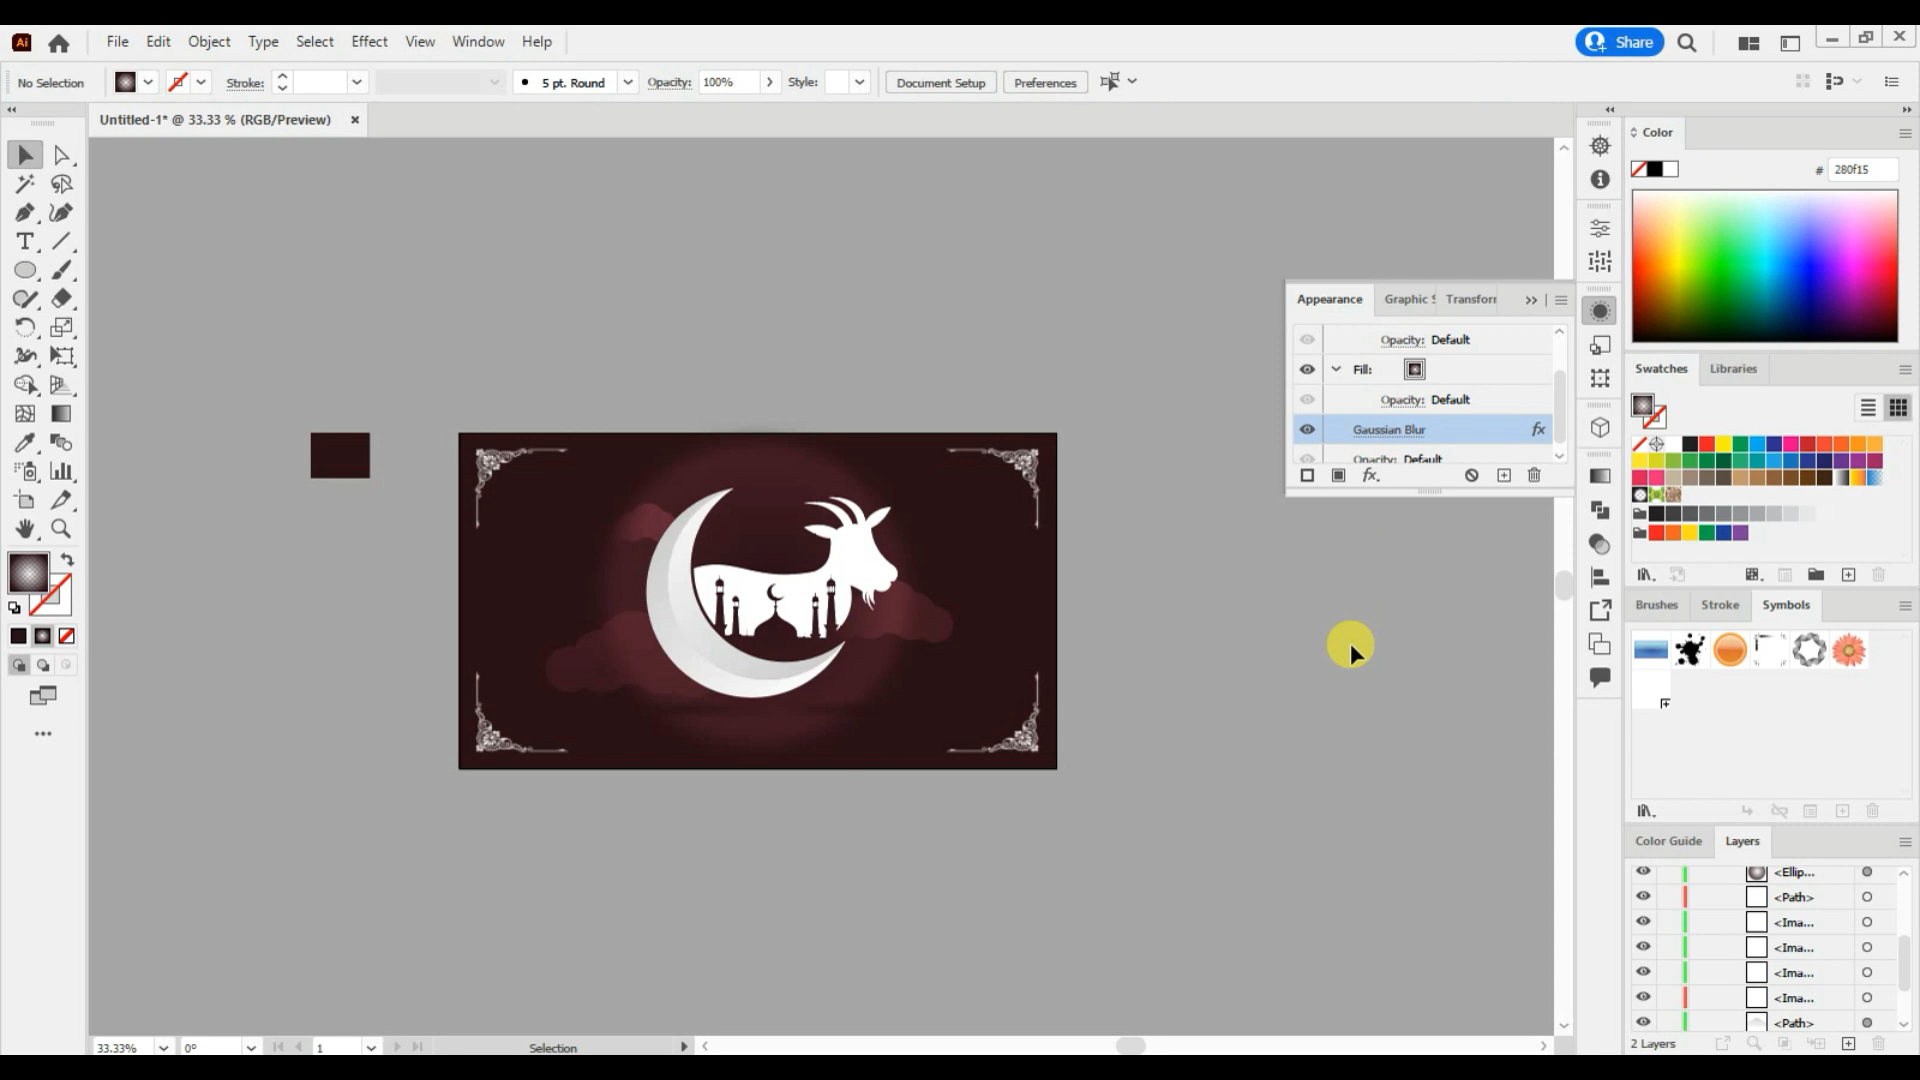 Ai File Edit Object Type Select Effect View Window Help Share
No Selection Stroke: 5 pt. Round Opacity: 100% Style: Document Setup Preferences
Untitled-1* @ 33.33 % (RGB/Preview)
Color
# 280f15
Appearance Graphic S Transforr
Opacity: Default
Fill:
Opacity: Default
Gaussian Blur fx
Opacity: Default
fx.
Swatches Libraries
Brushes Stroke Symbols
Color Guide Layers
<Ellip...
<Path>
<Ima...
<Ima...
<Ima...
<Ima...
<Path>
2 Layers
33.33% 0° 1 Selection